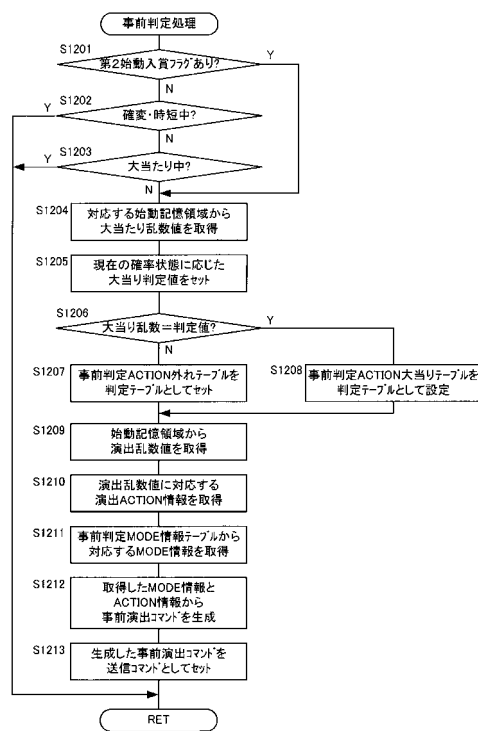 事前判定処理
S1201
第2始動入賞フラグあり?
Y
N
S1202
Y
確変・時短中?
N
S1203
Y
大当たり中?
N
S1204
対応する始動記憶領域から
大当たり乱数値を取得
S1205
現在の確率状態に応じた
大当り判定値をセット
S1206
大当り乱数=判定値?
Y
N
S1207
事前判定ACTION外れテーブルを
判定テーブルとしてセット
S1208
事前判定ACTION大当りテーブルを
判定テーブルとして設定
S1209
始動記憶領域から
演出乱数値を取得
S1210
演出乱数値に対応する
演出ACTION情報を取得
S1211
事前判定MODE情報テーブルから
対応するMODE情報を取得
S1212
取得したMODE情報と
ACTION情報から
事前演出コマンドを生成
S1213
生成した事前演出コマンドを
送信コマンドとしてセット
RET